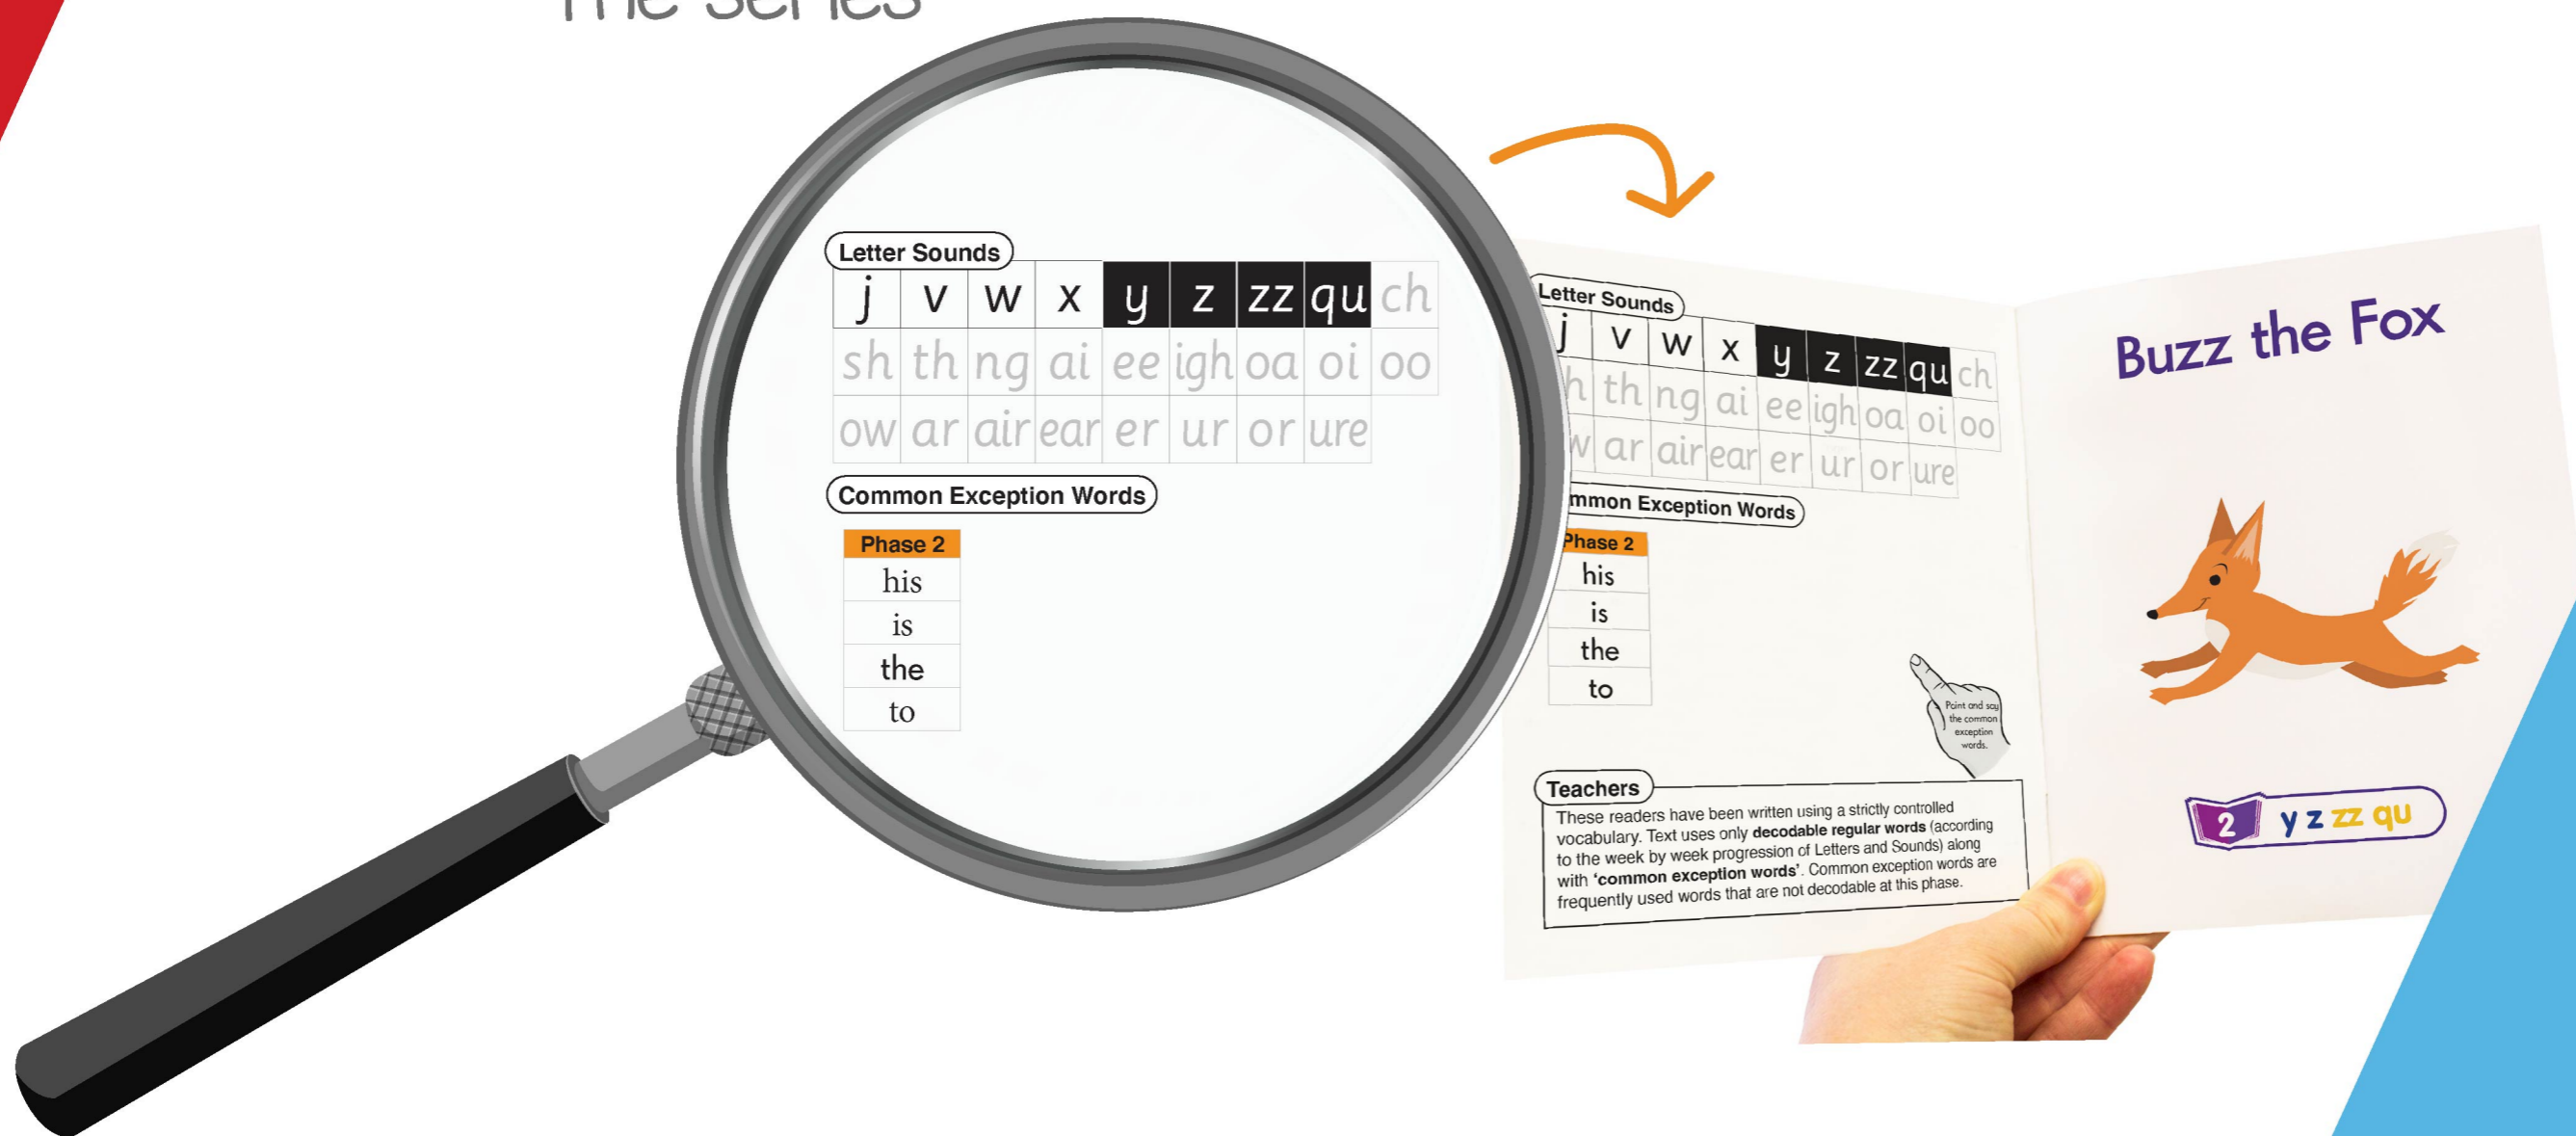 The Series
Letter Sounds
j v w x y z zz qu ch
sh th ng ai ee igh oa oi oo
ow ar air ear er ur or ure
Common Exception Words
Phase 2
his
is
the
to
Letter Sounds
j v w x y z zz qu ch
h th ng ai ee igh oa oi oo
w ar air ear er ur or ure
mmon Exception Words
Phase 2
his
is
the
to
Point and say
the common
exception
words.
Teachers
These readers have been written using a strictly controlled
vocabulary. Text uses only decodable regular words (according
to the week by week progression of Letters and Sounds) along
with ‘common exception words’. Common exception words are
frequently used words that are not decodable at this phase.
Buzz the Fox
2 y z zz qu